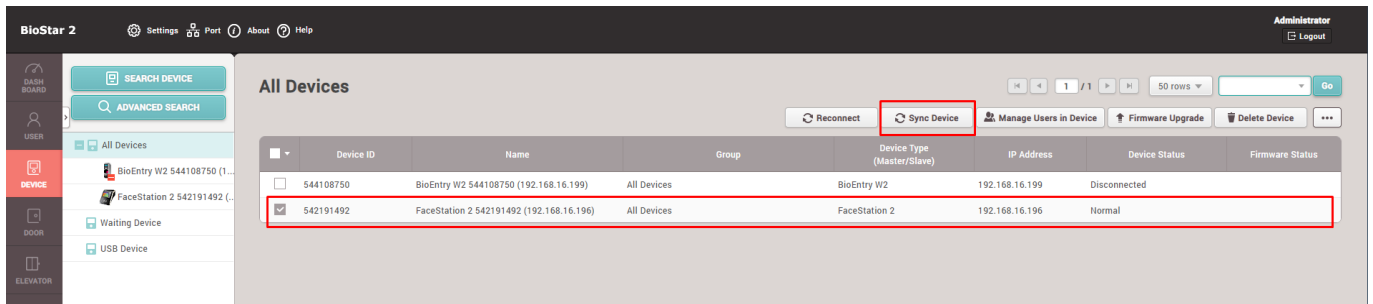 BioStar 2
Settings Port About Help
Administrator
Logout
DASH
BOARD
USER
DEVICE
DOOR
ELEVATOR
SEARCH DEVICE
ADVANCED SEARCH
All Devices
BioEntry W2 544108750 (1...
FaceStation 2 542191492 (...
Waiting Device
USB Device
All Devices
1 / 1 50 rows Go
Reconnect Sync Device Manage Users in Device Firmware Upgrade Delete Device ...
Device ID Name Group Device Type (Master/Slave) IP Address Device Status Firmware Status
544108750 BioEntry W2 544108750 (192.168.16.199) All Devices BioEntry W2 192.168.16.199 Disconnected
542191492 FaceStation 2 542191492 (192.168.16.196) All Devices FaceStation 2 192.168.16.196 Normal